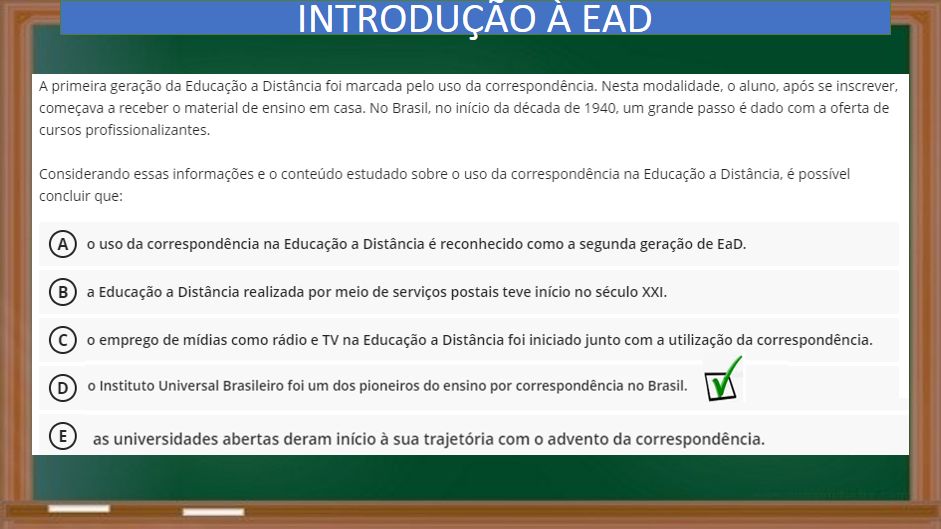 INTRODUÇÃO À EAD
A primeira geração da Educação a Distância foi marcada pelo uso da correspondência. Nesta modalidade, o aluno, após se inscrever,
começava a receber o material de ensino em casa. No Brasil, no início da década de 1940, um grande passo é dado com a oferta de
cursos profissionalizantes.
Considerando essas informações e o conteúdo estudado sobre o uso da correspondência na Educação a Distância, é possível
concluir que:
A o uso da correspondência na Educação a Distância é reconhecido como a segunda geração de EaD.
B a Educação a Distância realizada por meio de serviços postais teve início no século XXI.
C o emprego de mídias como rádio e TV na Educação a Distância foi iniciado junto com a utilização da correspondência.
D o Instituto Universal Brasileiro foi um dos pioneiros do ensino por correspondência no Brasil.
E as universidades abertas deram início à sua trajetória com o advento da correspondência.